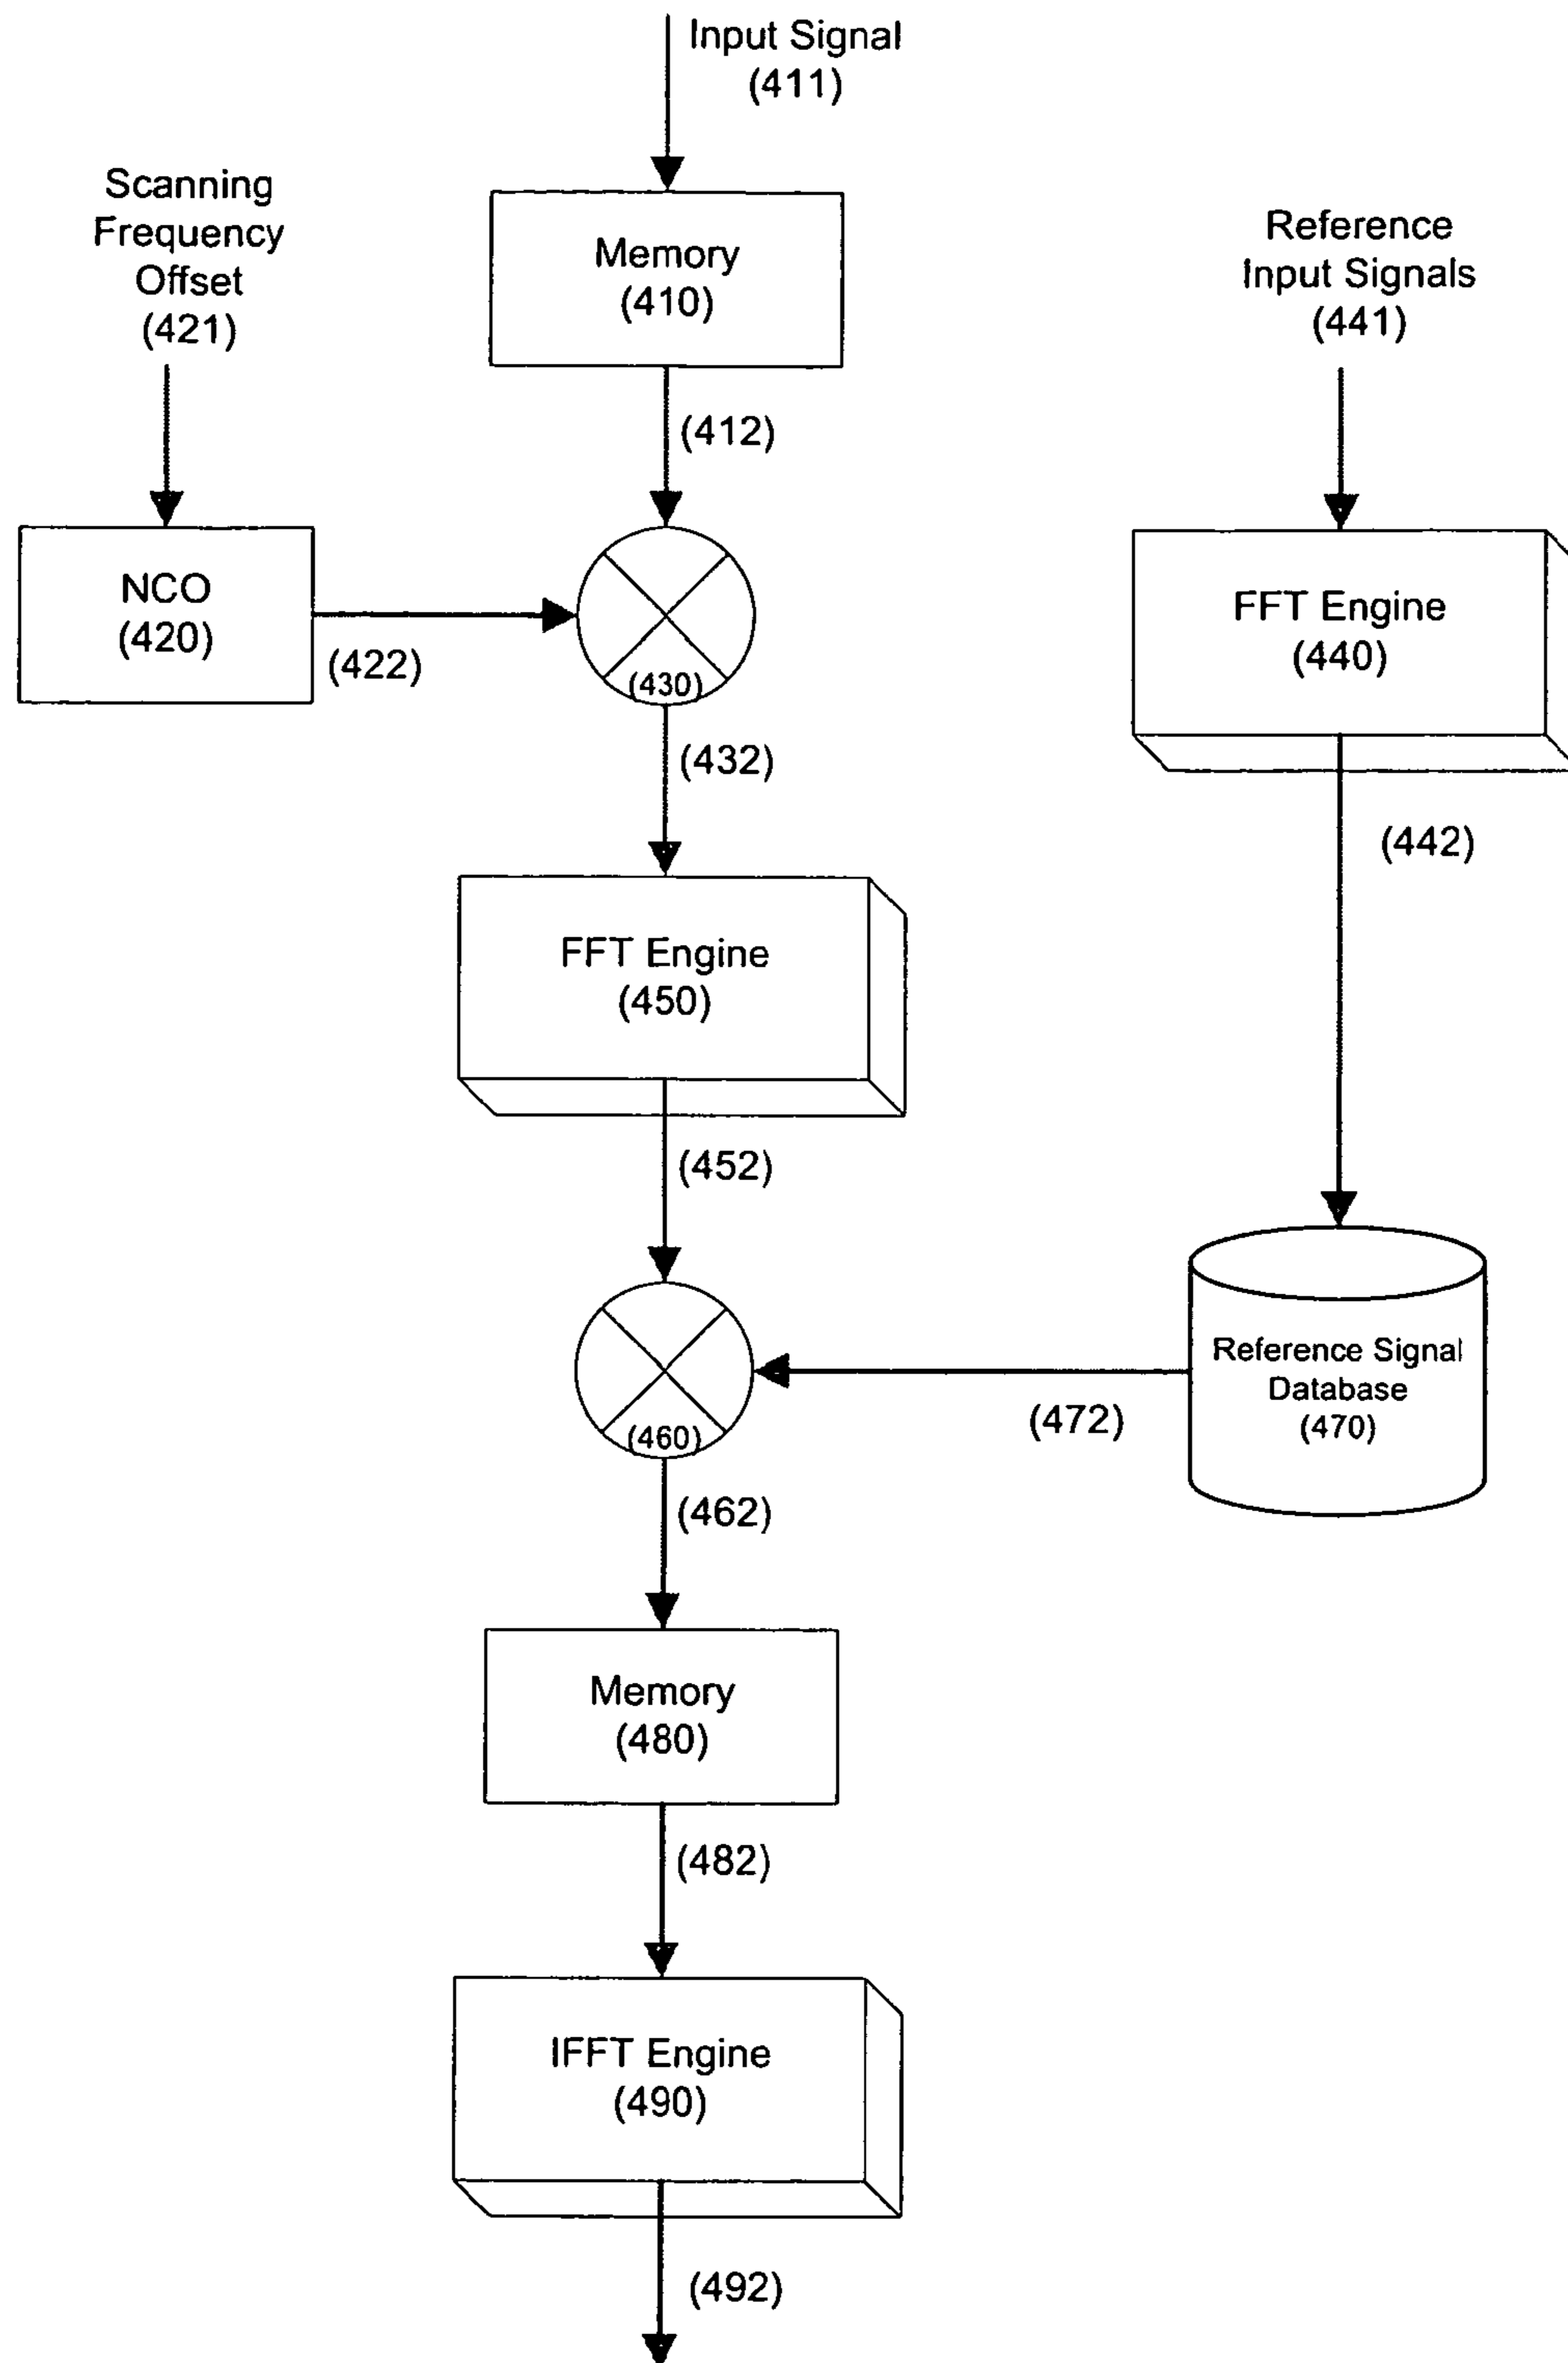 Input Signal
(411)
Scanning
Frequency
Offset
(421)
Memory
(410)
Reference
Input Signals
(441)
(412)
NCO
(420)
(422)
(430)
FFT Engine
(440)
(432)
(442)
FFT Engine
(450)
(452)
Reference Signal
Database
(470)
(472)
(460)
(462)
Memory
(480)
(482)
IFFT Engine
(490)
(492)